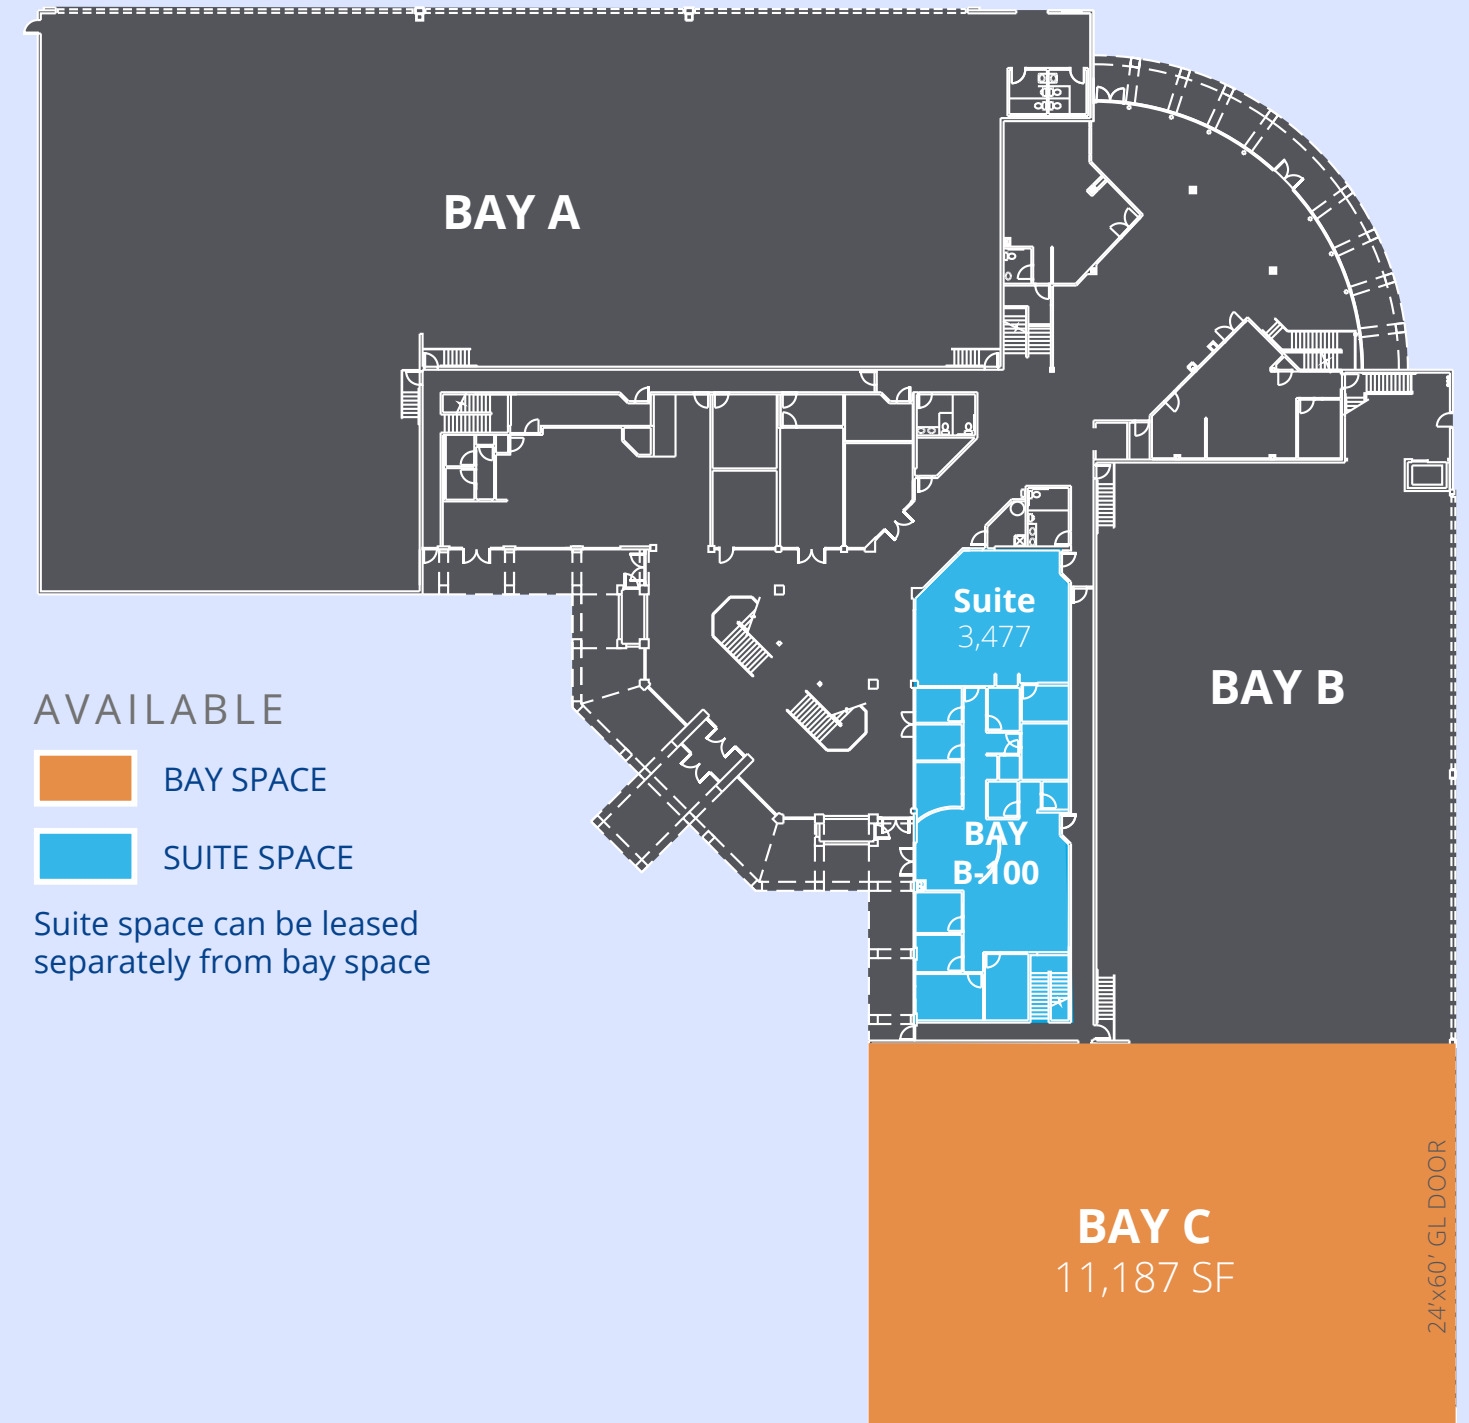 BAY A
Suite
3,477
BAY B
AVAILABLE
BAY SPACE
SUITE SPACE
BAY
B-100
Suite space can be leased
separately from bay space
BAY C
11,187 SF
24'x60' GL DOOR